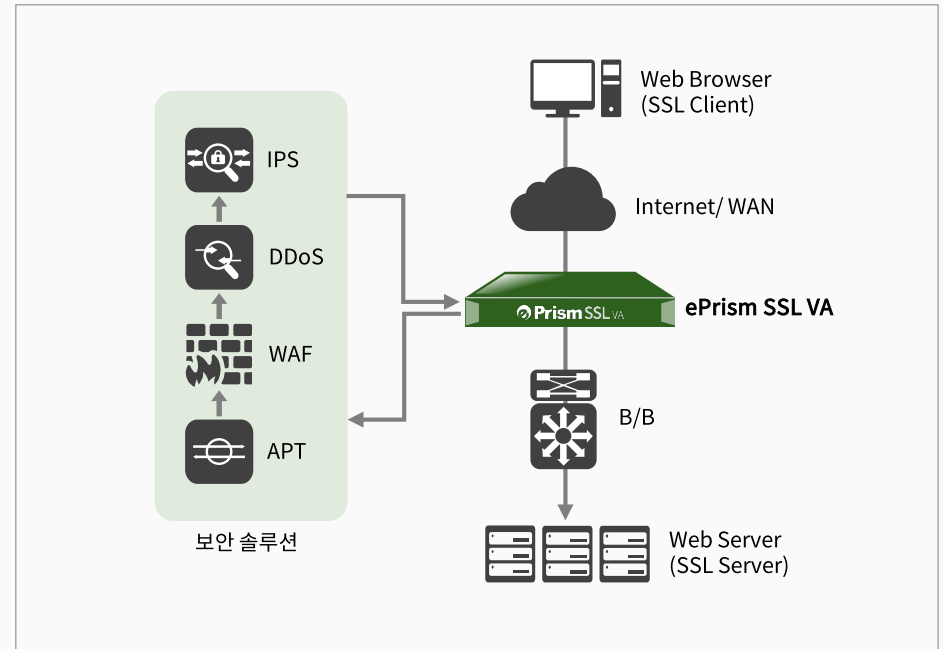 Web Browser
(SSL Client)
IPS
Internet/ WAN
DDoS
ePrism SSL VA
Prism SSL VA
WAF
B/B
APT
보안 솔루션
Web Server
(SSL Server)